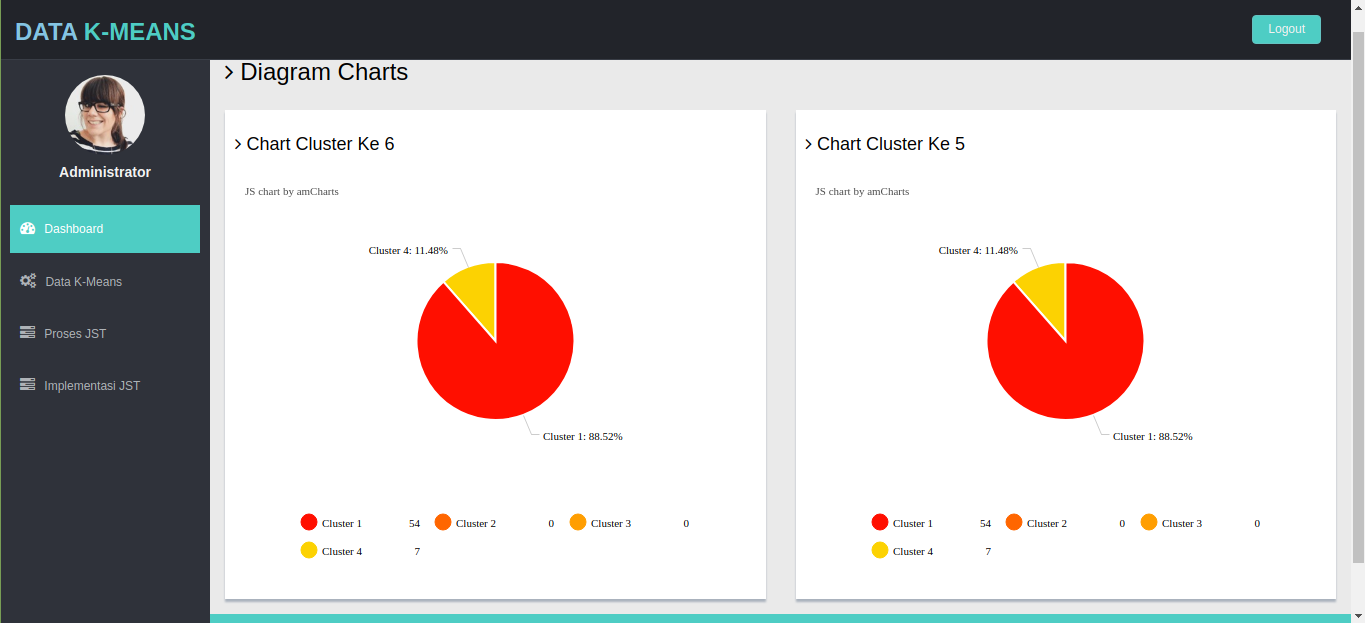 DATA K-MEANS
Logout
Administrator
Dashboard
Data K-Means
Proses JST
Implementasi JST
Diagram Charts
Chart Cluster Ke 6
JS chart by amCharts
Cluster 4: 11.48%
Cluster 1: 88.52%
Cluster 1 54 Cluster 2 0 Cluster 3 0
Cluster 4 7
Chart Cluster Ke 5
JS chart by amCharts
Cluster 4: 11.48%
Cluster 1: 88.52%
Cluster 1 54 Cluster 2 0 Cluster 3 0
Cluster 4 7